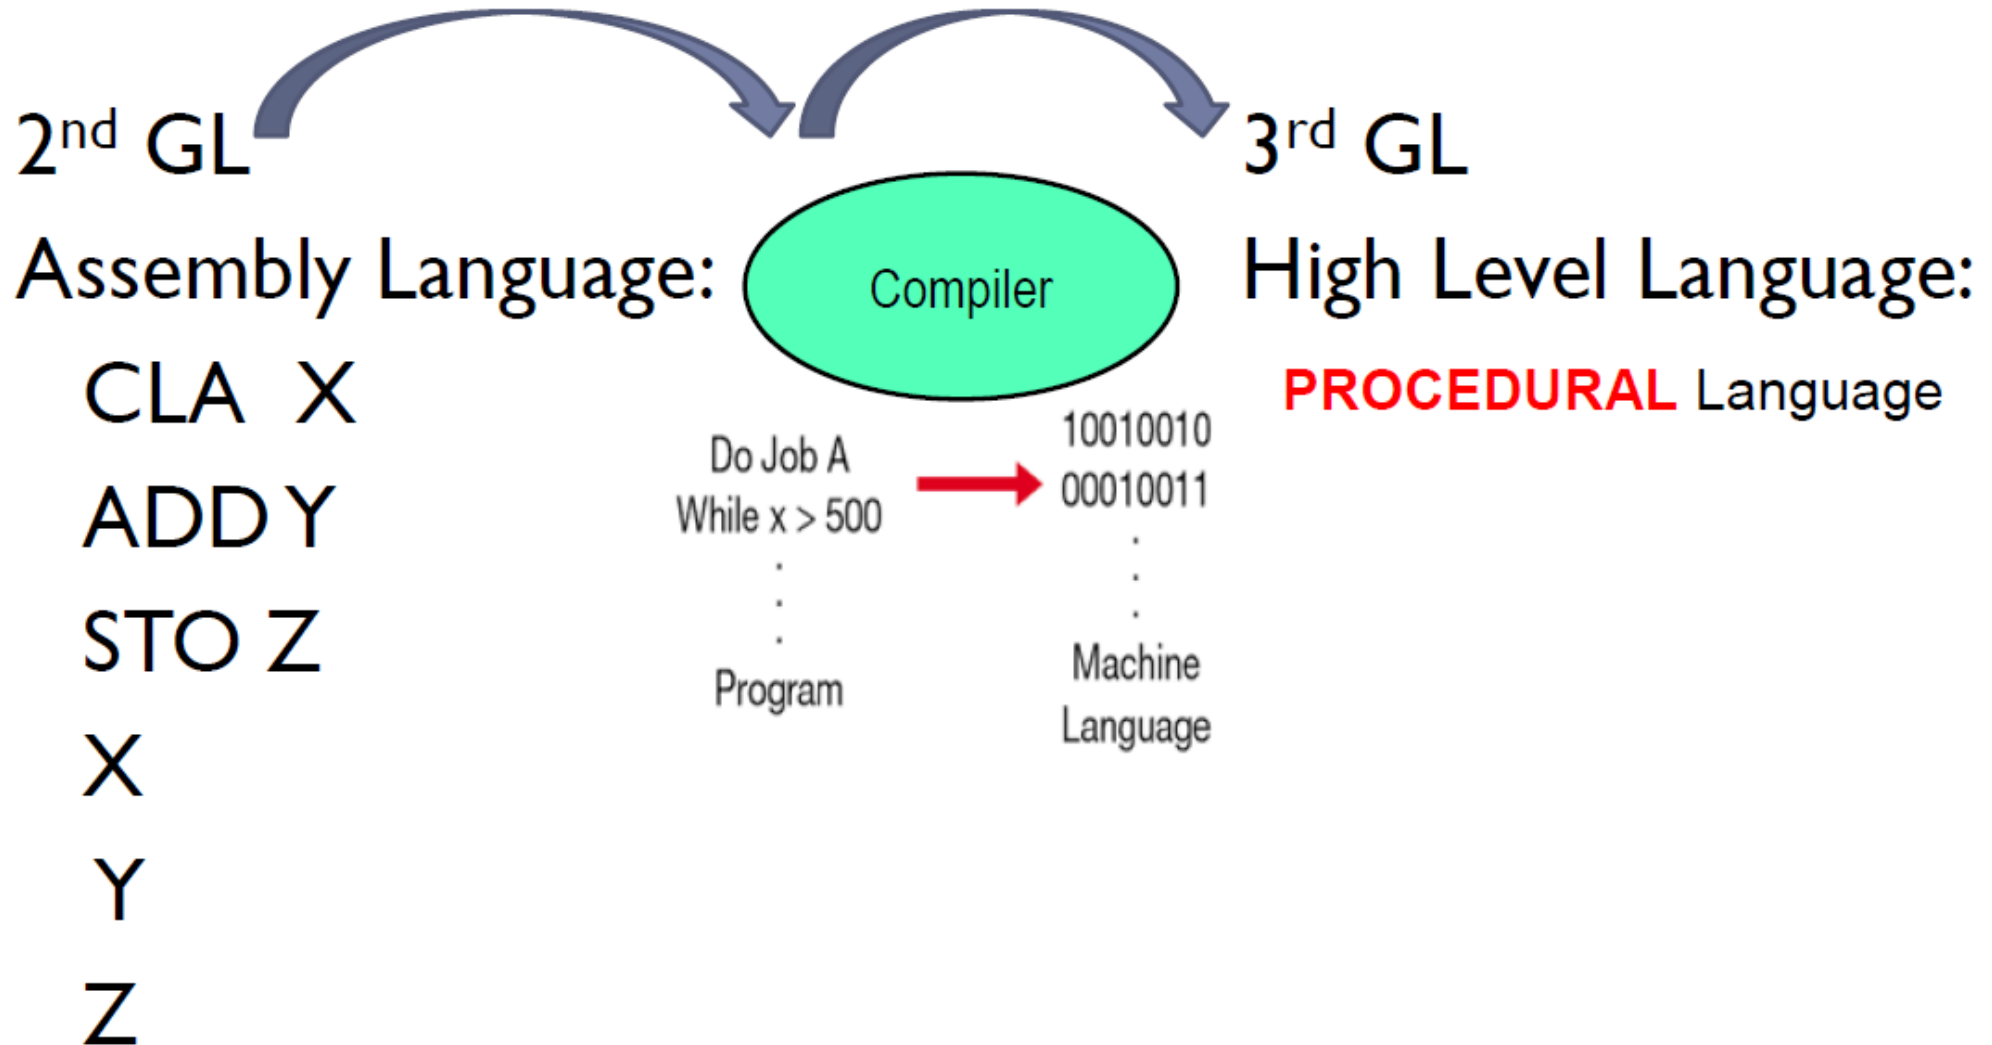 2nd GL
Assembly Language:
CLA X
ADD Y
STO Z
X
Y
Z
Compiler
Do Job A
While x > 500
.
.
.
Program
10010010
00010011
.
.
.
Machine
Language
3rd GL
High Level Language:
PROCEDURAL Language